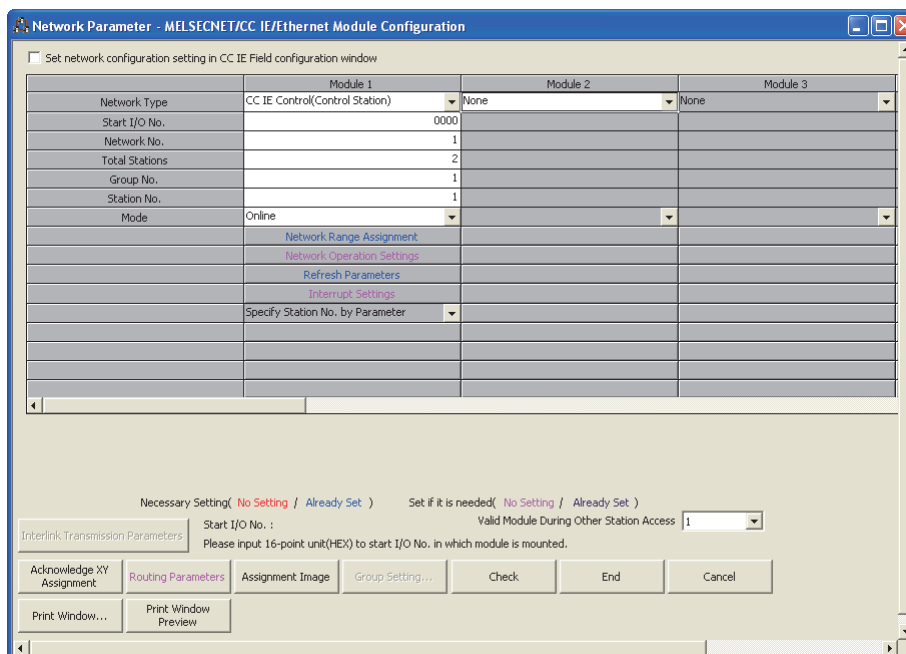 Network Parameter - MELSECNET/CC IE/Ethernet Module Configuration
Set network configuration setting in CC IE Field configuration window
Module 1 Module 2 Module 3
Network Type CC IE Control(Control Station) None None
Start I/O No. 0000
Network No. 1
Total Stations 2
Group No. 1
Station No. 1
Mode Online
Network Range Assignment
Network Operation Settings
Refresh Parameters
Interrupt Settings
Specify Station No. by Parameter
Necessary Setting( No Setting / Already Set ) Set if it is needed( No Setting / Already Set )
Interlink Transmission Parameters
Start I/O No. : Valid Module During Other Station Access 1
Please input 16-point unit(HEX) to start I/O No. in which module is mounted.
Acknowledge XY Assignment Routing Parameters Assignment Image Group Setting... Check End Cancel
Print Window... Print Window Preview